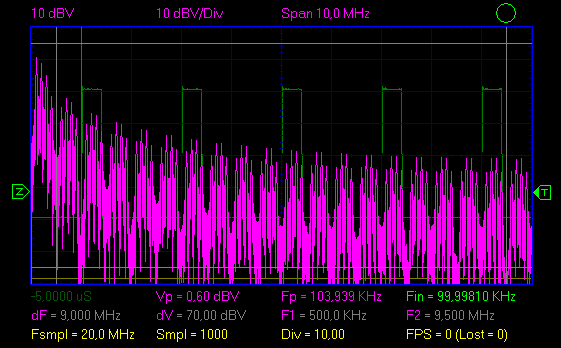 10 dBV 10 dBV/Div Span 10,0 MHz
Z T
-5.0000 uS Vp = 0,60 dBV Fp = 103,939 KHz Fin = 99,99810 KHz
dF = 9,000 MHz dV = 70,00 dBV F1 = 500,0 KHz F2 = 9,500 MHz
Fsmpl = 20,0 MHz Smpl = 1000 Div = 10,00 FPS = 0 (Lost = 0)